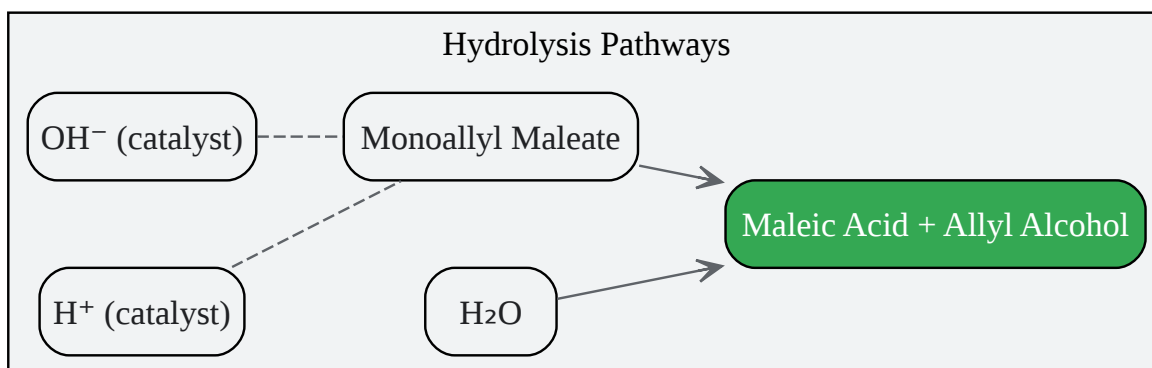 Hydrolysis Pathways
OH⁻ (catalyst)
Monoallyl Maleate
Maleic Acid + Allyl Alcohol
H⁺ (catalyst)
H₂O